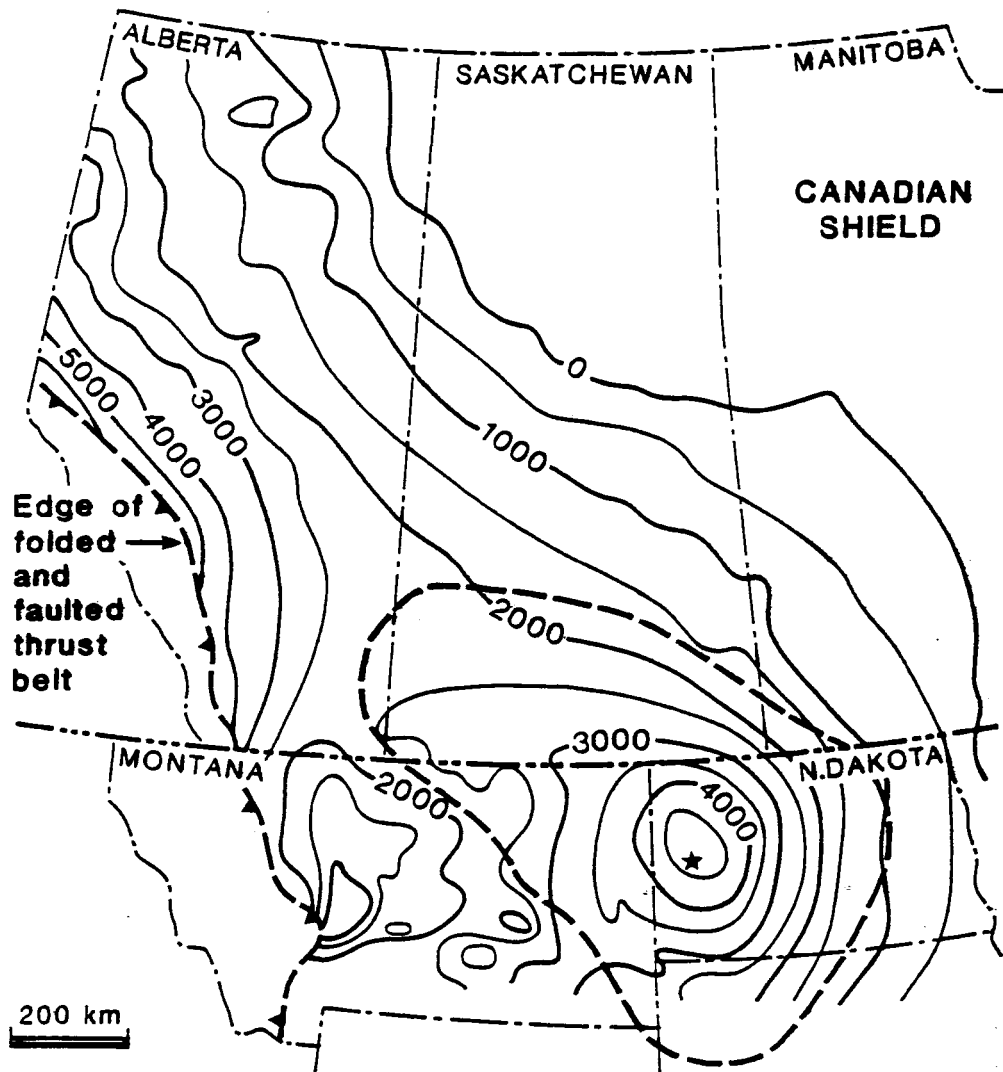 ALBERTA
SASKATCHEWAN
MANITOBA
CANADIAN
SHIELD
0
5000
4000
3000
1000
Edge of
folded
and
faulted
thrust
belt
2000
3000
MONTANA
N.DAKOTA
2000
4000
200 km